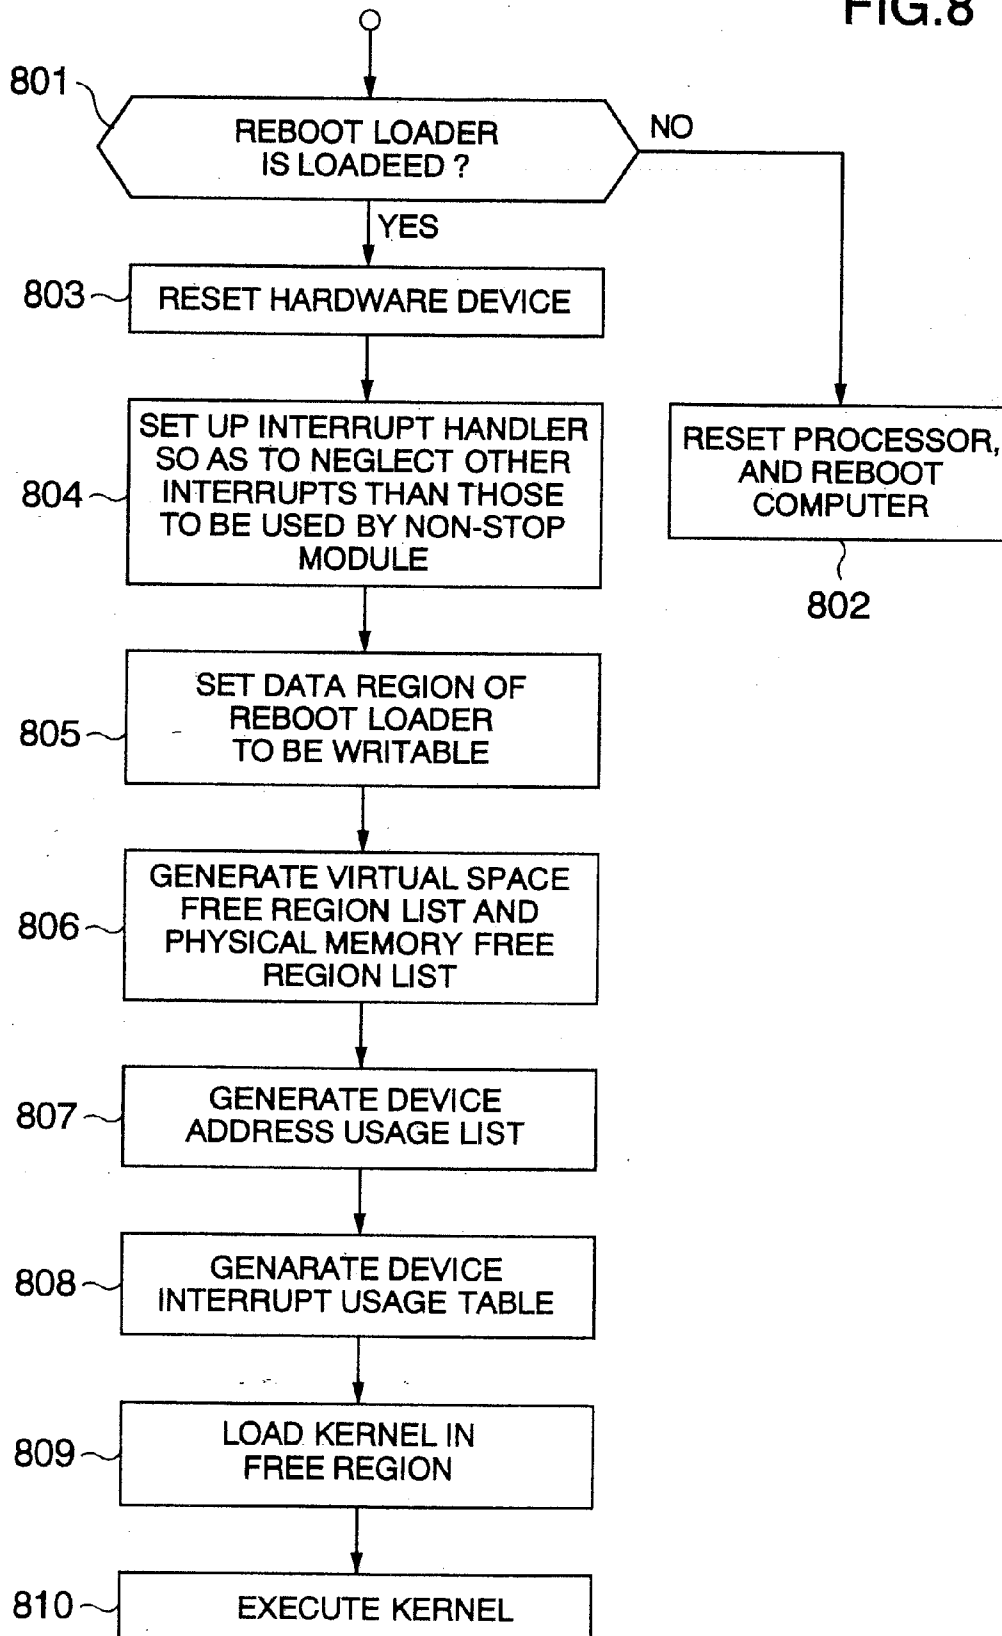 FIG.8
801
REBOOT LOADER
IS LOADEED ?
NO
YES
803
RESET HARDWARE DEVICE
804
SET UP INTERRUPT HANDLER
SO AS TO NEGLECT OTHER
INTERRUPTS THAN THOSE
TO BE USED BY NON-STOP
MODULE
RESET PROCESSOR,
AND REBOOT
COMPUTER
802
805
SET DATA REGION OF
REBOOT LOADER
TO BE WRITABLE
806
GENERATE VIRTUAL SPACE
FREE REGION LIST AND
PHYSICAL MEMORY FREE
REGION LIST
807
GENERATE DEVICE
ADDRESS USAGE LIST
808
GENARATE DEVICE
INTERRUPT USAGE TABLE
809
LOAD KERNEL IN
FREE REGION
810
EXECUTE KERNEL